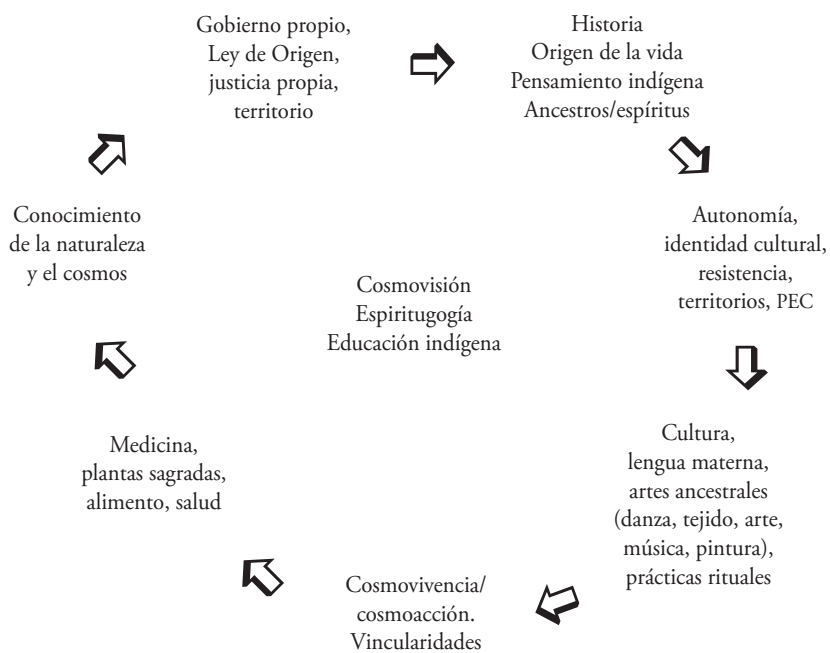 Gobierno propio,
Ley de Origen,
justicia propia,
territorio
Historia
Origen de la vida
Pensamiento indígena
Ancestros/espíritus
Autonomía,
identidad cultural,
resistencia,
territorios, PEC
Cultura,
lengua materna,
artes ancestrales
(danza, tejido, arte,
música, pintura),
prácticas rituales
Cosmovivencia/
cosmoacción.
Vincularidades
Medicina,
plantas sagradas,
alimento, salud
Conocimiento
de la naturaleza
y el cosmos
Cosmovisión
Espiritugogía
Educación indígena